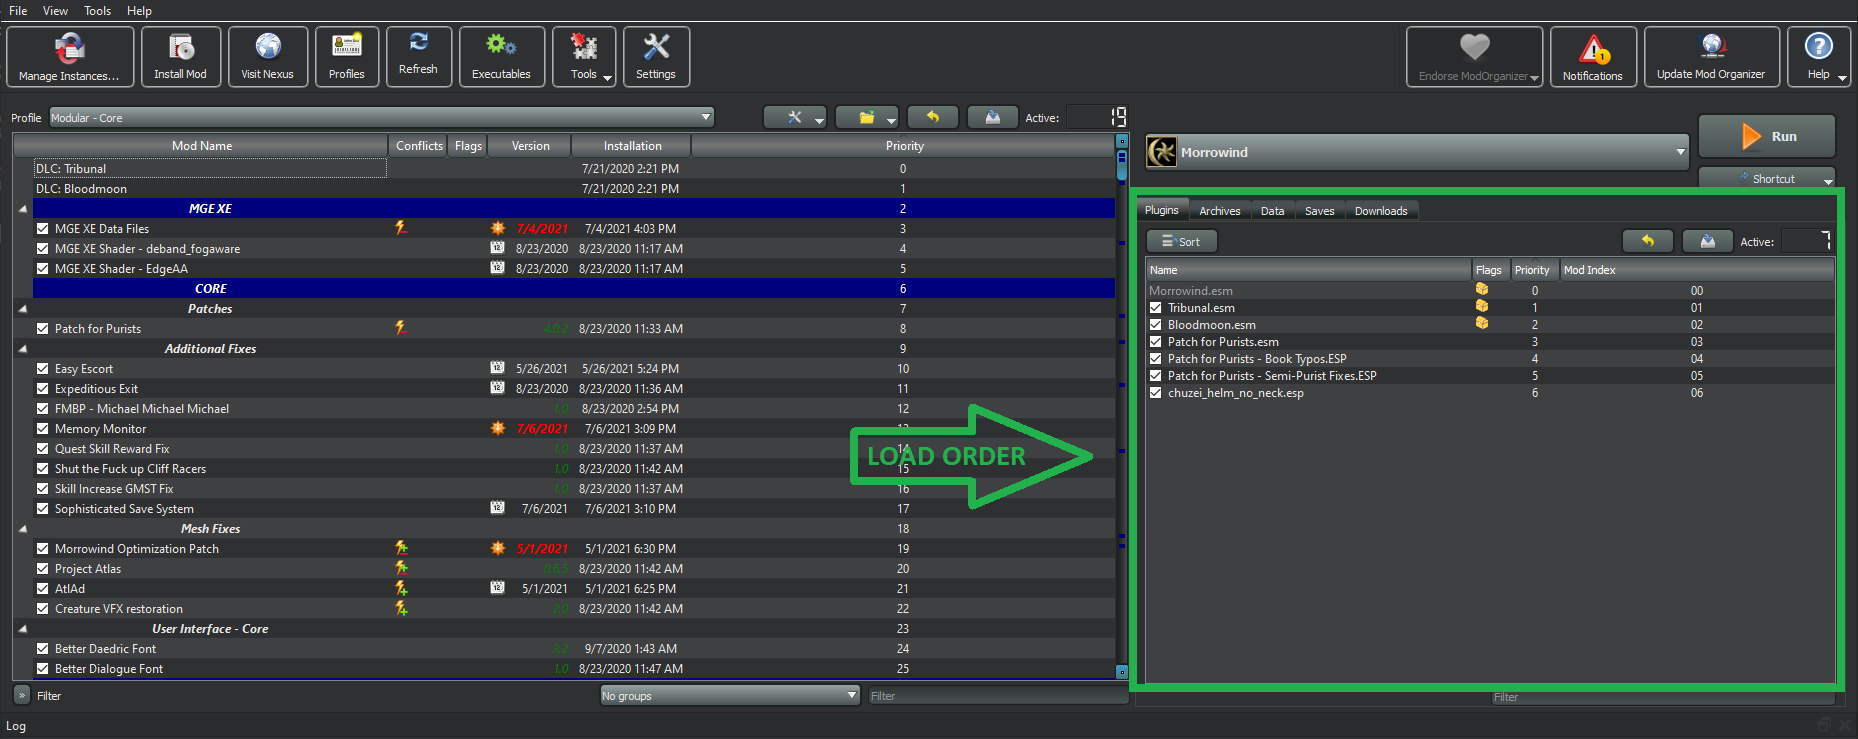 File View Tools Help
Manage Instances... Install Mod Visit Nexus Profiles Refresh Executables Tools Settings Endorse ModOrganizer Notifications Update Mod Organizer Help
Profile Modular - Core Active: 19
Mod Name Conflicts Flags Version Installation Priority
DLC: Tribunal 7/21/2020 2:21 PM 0
DLC: Bloodmoon 7/21/2020 2:21 PM 1
MGE XE 2
MGE XE Data Files 7/4/2021 7/4/2021 4:03 PM 3
MGE XE Shader - deband_fogaware 12 8/23/2020 8/23/2020 11:17 AM 4
MGE XE Shader - EdgeAA 12 8/23/2020 8/23/2020 11:17 AM 5
CORE 6
Patches 7
Patch for Purists 4.0.2 8/23/2020 11:33 AM 8
Additional Fixes 9
Easy Escort 12 5/26/2021 5/26/2021 5:24 PM 10
Expeditious Exit 12 8/23/2020 8/23/2020 11:36 AM 11
FMBP - Michael Michael Michael 1.0 8/23/2020 2:54 PM 12
Memory Monitor 7/6/2021 7/6/2021 3:09 PM 13
Quest Skill Reward Fix 1.0 8/23/2020 11:37 AM 14
Shut the Fuck up Cliff Racers 1.0 8/23/2020 11:42 AM 15
Skill Increase GMST Fix 1.0 8/23/2020 11:37 AM 16
Sophisticated Save System 12 7/6/2021 7/6/2021 3:10 PM 17
Mesh Fixes 18
Morrowind Optimization Patch 5/1/2021 5/1/2021 6:30 PM 19
Project Atlas 0.6.5 8/23/2020 11:42 AM 20
AtlAd 12 5/1/2021 5/1/2021 6:25 PM 21
Creature VFX restoration 2.0 8/23/2020 11:42 AM 22
User Interface - Core 23
Better Daedric Font 3.2 9/7/2020 1:43 AM 24
Better Dialogue Font 1.0 8/23/2020 11:47 AM 25
» Filter No groups Filter
LOAD ORDER
Morrowind Run
Shortcut
Plugins Archives Data Saves Downloads
Sort Active: 7
Name Flags Priority Mod Index
Morrowind.esm 0 00
Tribunal.esm 1 01
Bloodmoon.esm 2 02
Patch for Purists.esm 3 03
Patch for Purists - Book Typos.ESP 4 04
Patch for Purists - Semi-Purist Fixes.ESP 5 05
chuzei_helm_no_neck.esp 6 06
Filter
Log